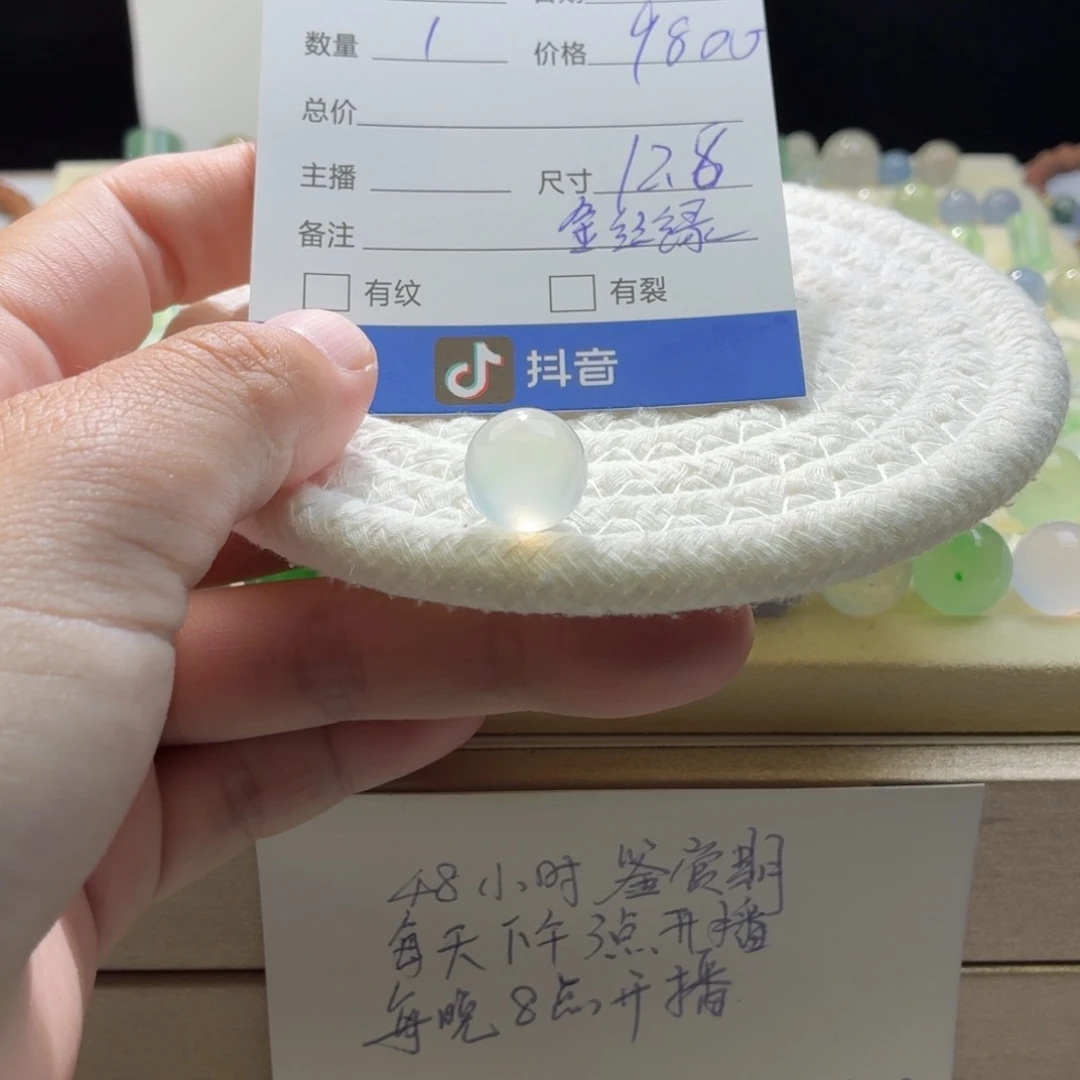 数量 1 价格 9800
总价
主播 尺寸 12.8
备注 金丝绿
有纹 有裂
抖音
48小时鉴赏期
每天下午3点开播
每晚8点开播